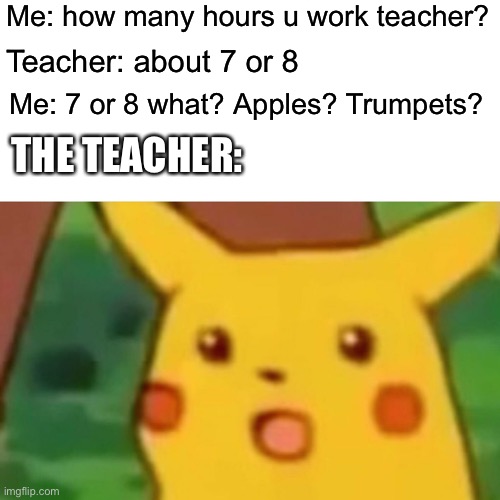 Me: how many hours u work teacher?
Teacher: about 7 or 8
Me: 7 or 8 what? Apples? Trumpets?
THE TEACHER:
imgflip.com